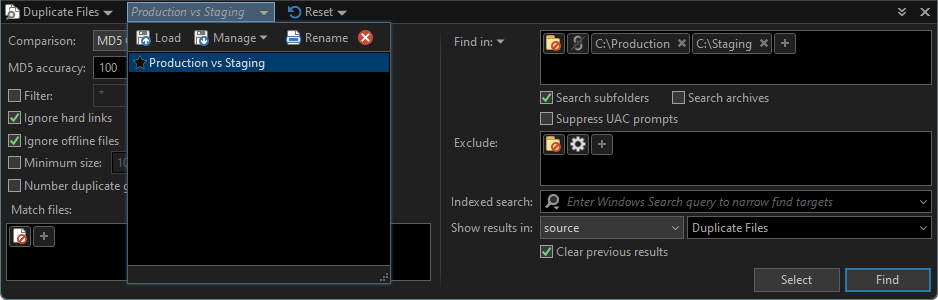 Duplicate Files
Production vs Staging
Reset
Comparison:
MD5
MD5 accuracy:
100
Filter:
*
Ignore hard links
Ignore offline files
Minimum size:
Number duplicate
Match files:
Load
Manage
Rename
Production vs Staging
Find in:
C:\Production
C:\Staging
Search subfolders
Search archives
Suppress UAC prompts
Exclude:
Indexed search:
Enter Windows Search query to narrow find targets
Show results in:
source
Duplicate Files
Clear previous results
Select
Find